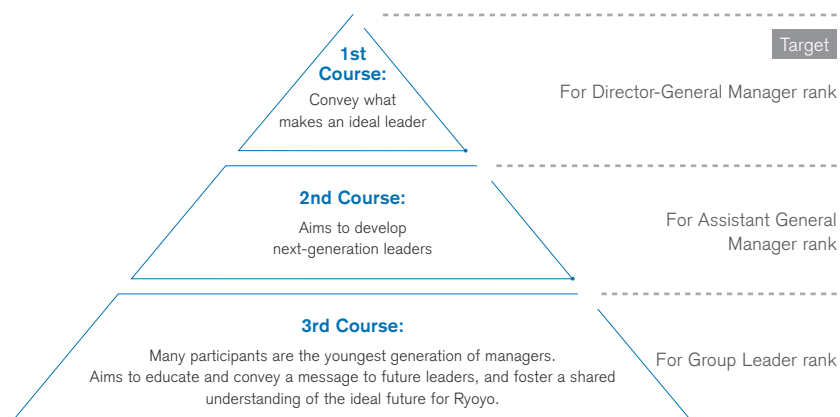 Target
1st
Course:
Convey what
makes an ideal leader
For Director-General Manager rank
2nd Course:
Aims to develop
next-generation leaders
For Assistant General
Manager rank
3rd Course:
Many participants are the youngest generation of managers.
Aims to educate and convey a message to future leaders, and foster a shared
understanding of the ideal future for Ryoyo.
For Group Leader rank